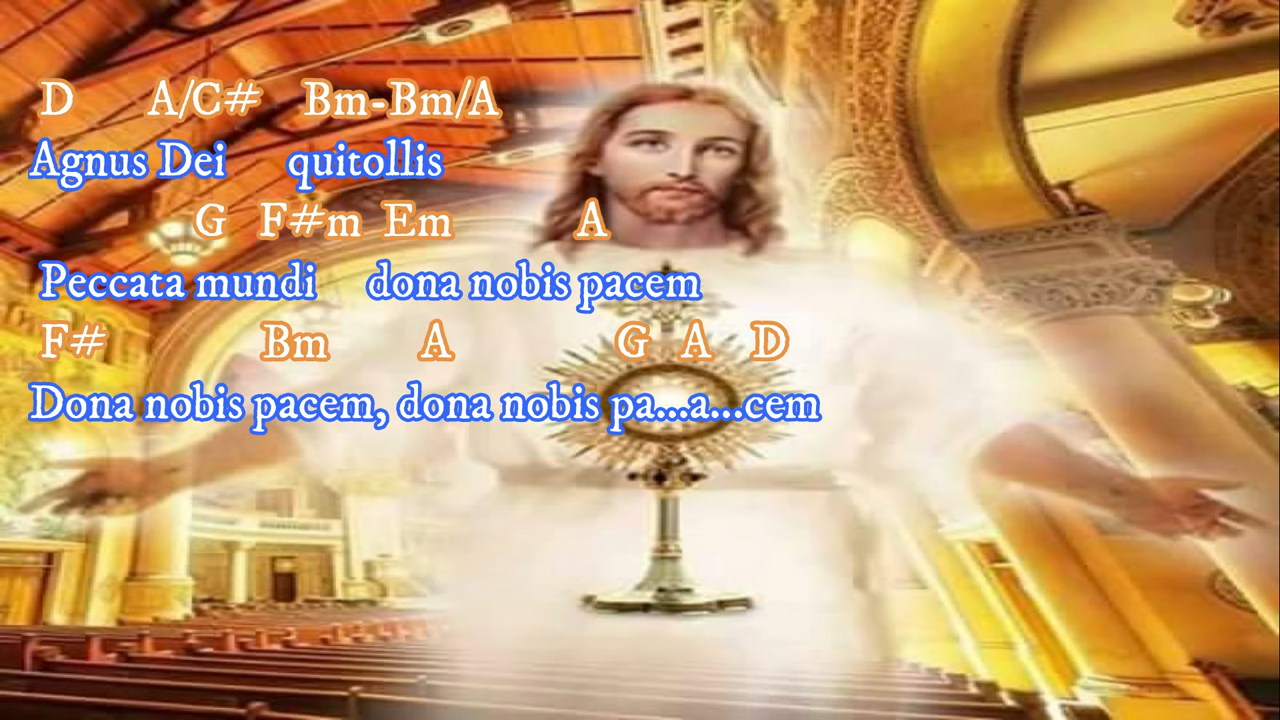 D A/C# Bm-Bm/A
Agnus Dei quitollis
G F#m Em A
Peccata mundi dona nobis pacem
F# Bm A G A D
Dona nobis pacem, dona nobis pa...a...cem